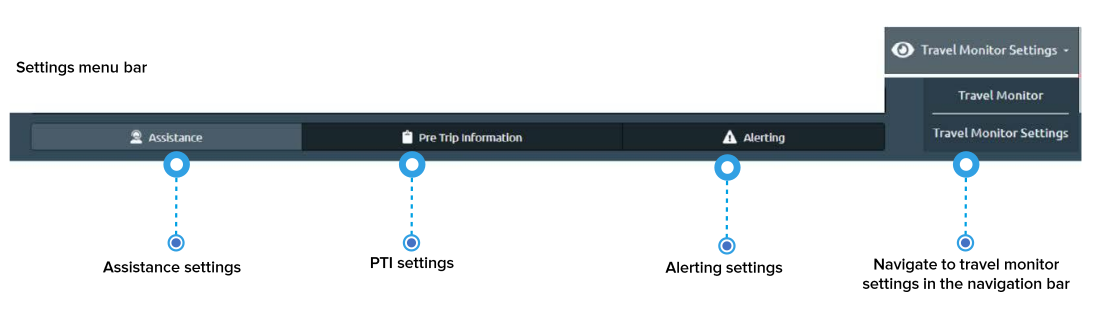 Travel Monitor Settings
Settings menu bar
Travel Monitor
Assistance
Pre Trip Information
Alerting
Travel Monitor Settings
Assistance settings
PTI settings
Alerting settings
Navigate to travel monitor
settings in the navigation bar